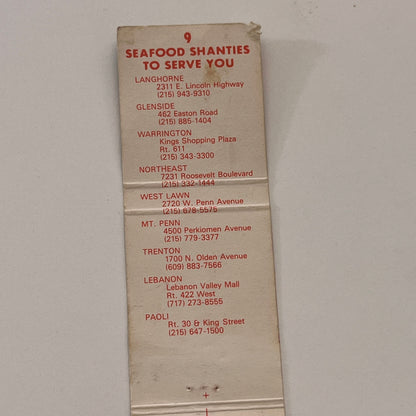 9
SEAFOOD SHANTIES
TO SERVE YOU
LANGHORNE
2311 E. Lincoln Highway
(215) 943-9310
GLENSIDE
462 Easton Road
(215) 885-1404
WARRINGTON
Kings Shopping Plaza
Rt. 611
(215) 343-3300
NORTHEAST
7231 Roosevelt Boulevard
(215) 332-1444
WEST LAWN
2720 W. Penn Avenue
(215) 678-5575
MT. PENN
4500 Perkiomen Avenue
(215) 779-3377
TRENTON
1700 N. Olden Avenue
(609) 883-7566
LEBANON
Lebanon Valley Mall
Rt. 422 West
(717) 273-8555
PAOLI
Rt. 30 & King Street
(215) 647-1500